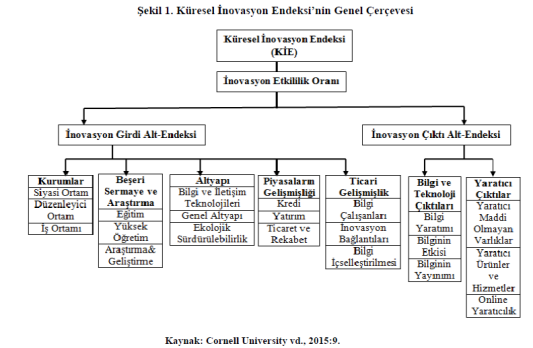 Şekil 1. Küresel İnovasyon Endeksi'nin Genel Çerçevesi
Küresel İnovasyon Endeksi
(KİE)
İnovasyon Etkililik Oranı
İnovasyon Girdi Alt-Endeksi
İnovasyon Çıktı Alt-Endeksi
Kurumlar
Siyasi Ortam
Düzenleyici
Ortam
İş Ortamı
Beşeri
Sermaye ve
Araştırma
Eğitim
Yüksek
Öğretim
Araştırma&
Geliştirme
Altyapı
Bilgi ve İletişim
Teknolojileri
Genel Altyapı
Ekolojik
Sürdürülebilirlik
Piyasaların
Gelişmişliği
Kredi
Yatırım
Ticaret ve
Rekabet
Ticari
Gelişmişlik
Bilgi
Çalışanları
İnovasyon
Bağlantıları
Bilgi
İçselleştirilmesi
Bilgi ve
Teknoloji
Çıktıları
Bilgi
Yaratımı
Bilginin
Etkisi
Bilginin
Yayınımı
Yaratıcı
Çıktılar
Yaratıcı
Maddi
Olmayan
Varlıklar
Yaratıcı
Ürünler
ve
Hizmetler
Online
Yaratıcılık
Kaynak: Cornell University vd., 2015:9.